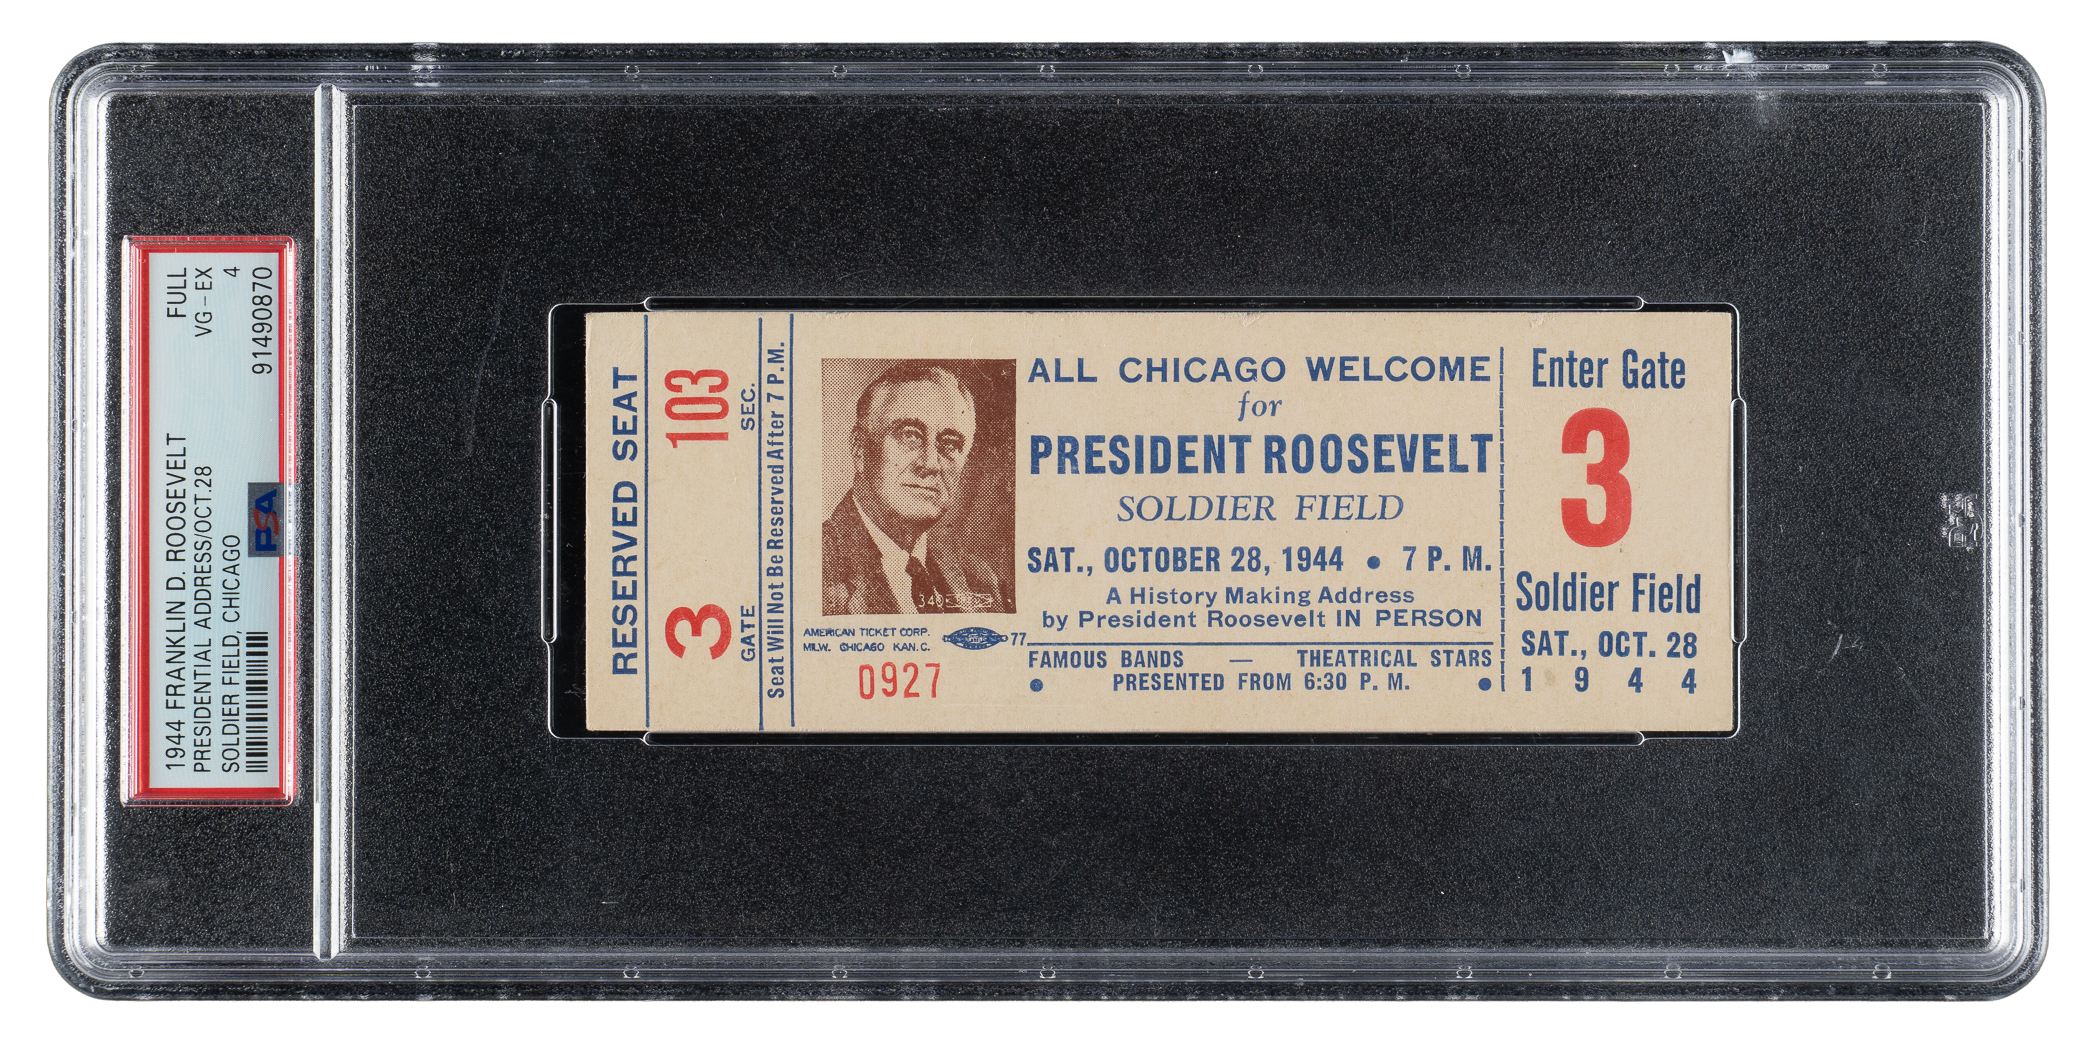 1944 FRANKLIN D. ROOSEVELT FULL
PRESIDENTIAL ADDRESS/OCT.28 VG-EX
SOLDIER FIELD, CHICAGO 4
PSA 91490870
RESERVED SEAT
3 103
GATE SEC.
Seat Will Not Be Reserved After 7 P.M.
AMERICAN TICKET CORP.
MILW. CHICAGO KAN. C.
77
0927
ALL CHICAGO WELCOME
for
PRESIDENT ROOSEVELT
SOLDIER FIELD
SAT., OCTOBER 28, 1944 • 7 P. M.
A History Making Address
by President Roosevelt IN PERSON
FAMOUS BANDS — THEATRICAL STARS
• PRESENTED FROM 6:30 P. M. •
Enter Gate
3
Soldier Field
SAT., OCT. 28
1 9 4 4
PSA